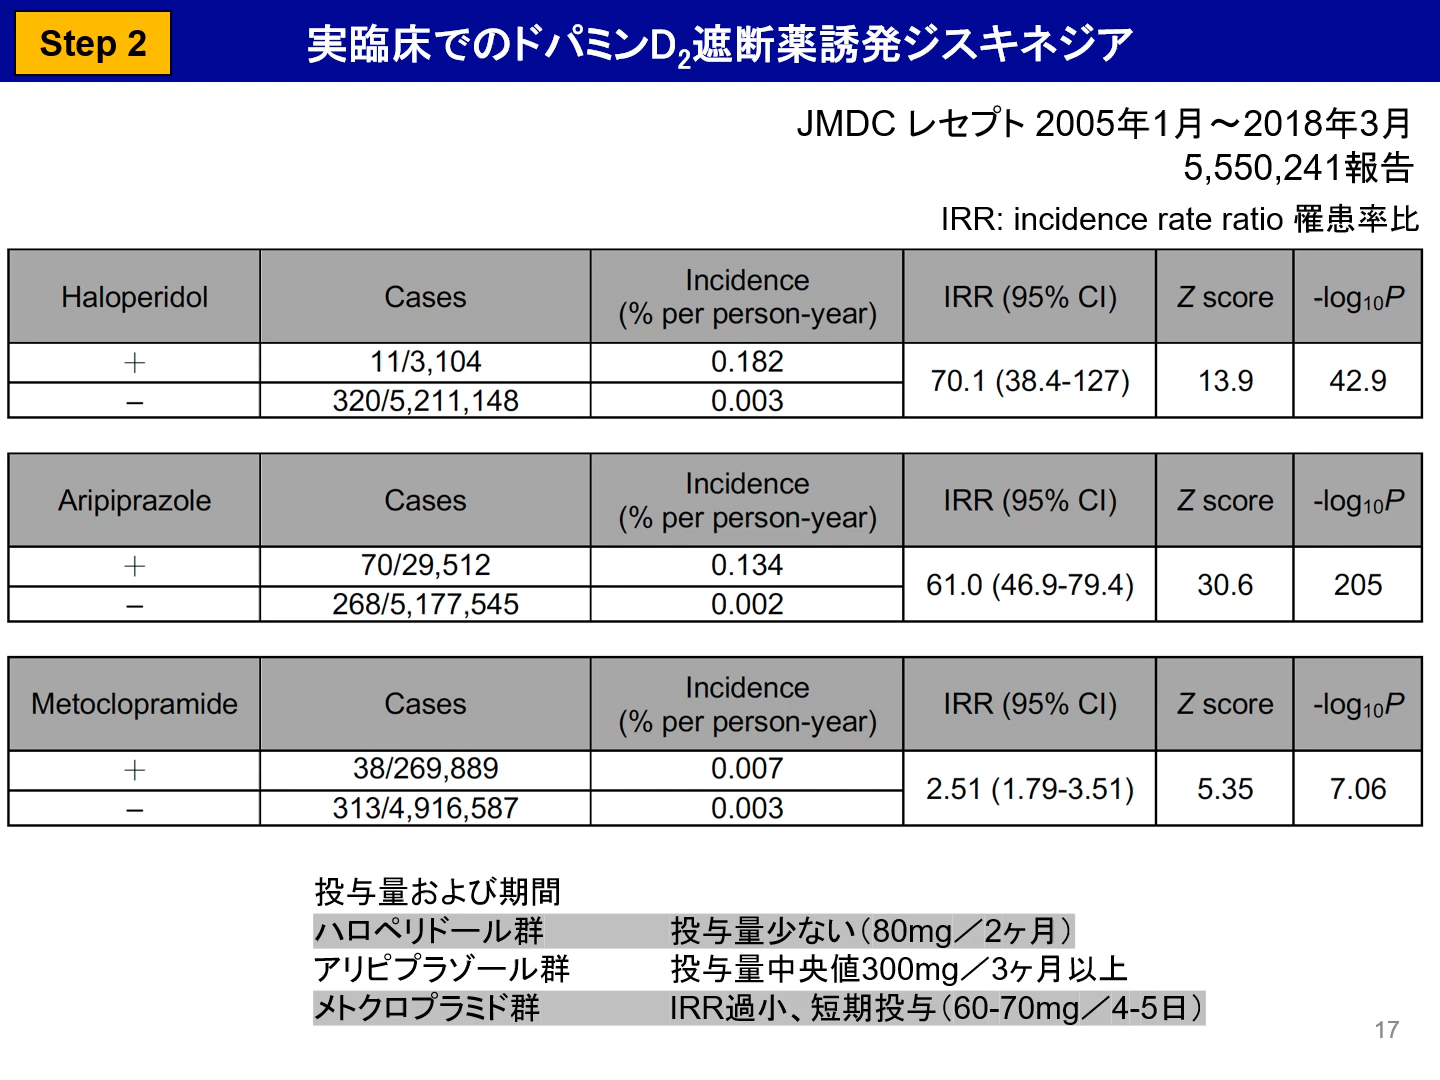 Step 2
実臨床でのドパミンD2遮断薬誘発ジスキネジア
JMDC レセプト 2005年1月～2018年3月
5,550,241報告
IRR: incidence rate ratio 罹患率比
Haloperidol Cases Incidence (% per person-year) IRR (95% CI) Z score -log10P
＋ 11/3,104 0.182 70.1 (38.4-127) 13.9 42.9
– 320/5,211,148 0.003
Aripiprazole Cases Incidence (% per person-year) IRR (95% CI) Z score -log10P
＋ 70/29,512 0.134 61.0 (46.9-79.4) 30.6 205
– 268/5,177,545 0.002
Metoclopramide Cases Incidence (% per person-year) IRR (95% CI) Z score -log10P
＋ 38/269,889 0.007 2.51 (1.79-3.51) 5.35 7.06
– 313/4,916,587 0.003
投与量および期間
ハロペリドール群 投与量少ない（80mg／2ヶ月）
アリピプラゾール群 投与量中央値300mg／3ヶ月以上
メトクロプラミド群 IRR過小、短期投与（60-70mg／4-5日）
17